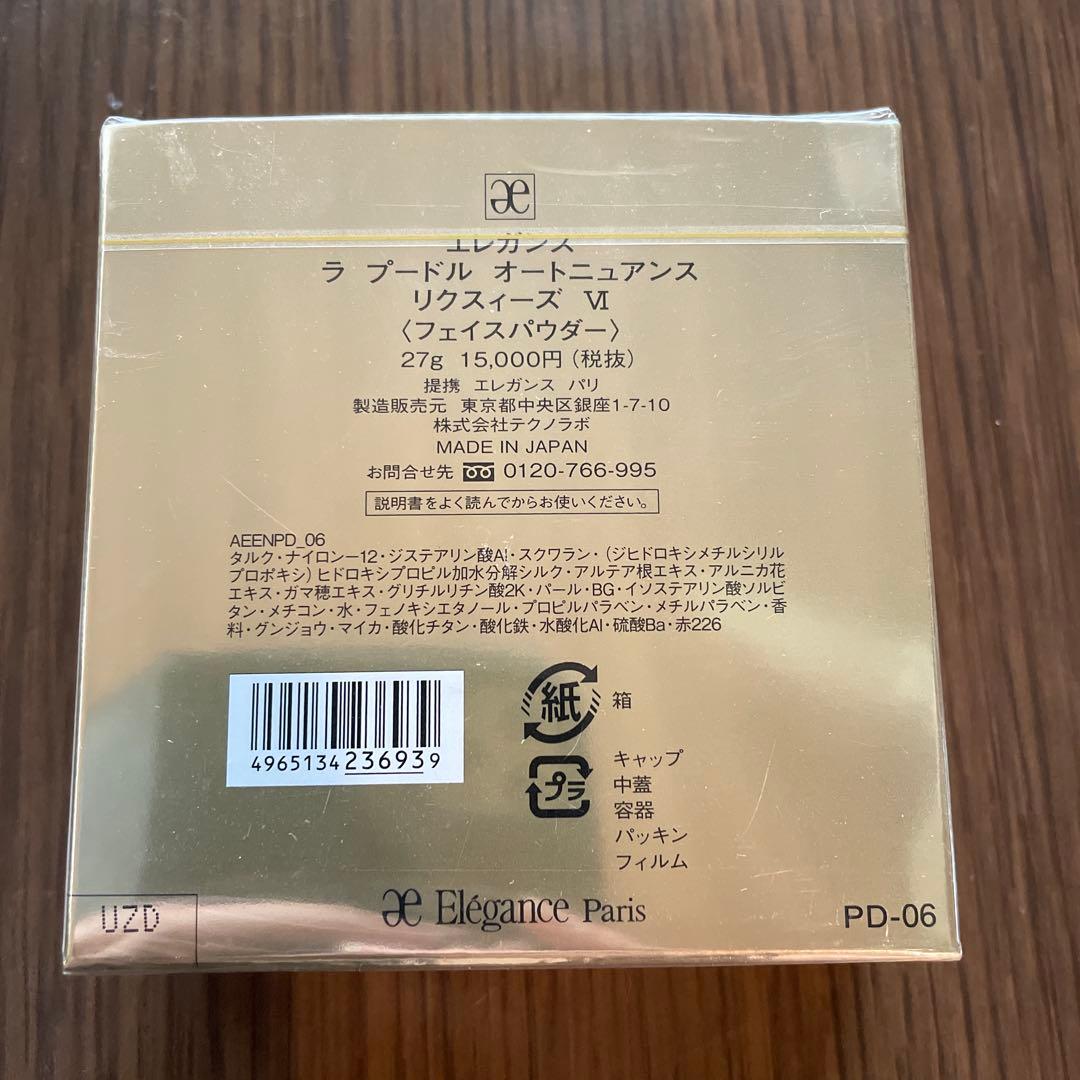 æ
エレガンス
ラ プードル オートニュアンス
リクスィーズ Ⅵ
〈フェイスパウダー〉
27g 15,000円(税抜)
提携 エレガンス パリ
製造販売元 東京都中央区銀座1-7-10
株式会社テクノラボ
MADE IN JAPAN
お問合せ先 0120-766-995
説明書をよく読んでからお使いください。
AEENPD_06
タルク・ナイロンー12・ジステアリン酸Al・スクワラン・(ジヒドロキシメチルシリル
プロポキシ)ヒドロキシプロピル加水分解シルク・アルテア根エキス・アルニカ花
エキス・ガマ穂エキス・グリチルリチン酸2K・パール・BG・イソステアリン酸ソルビ
タン・メチコン・水・フェノキシエタノール・プロピルパラベン・メチルパラベン・香
料・グンジョウ・マイカ・酸化チタン・酸化鉄・水酸化Al・硫酸Ba・赤226
4965134236939
紙 箱
プラ
キャップ
中蓋
容器
パッキン
フィルム
UZD
æ Elégance Paris
PD-06